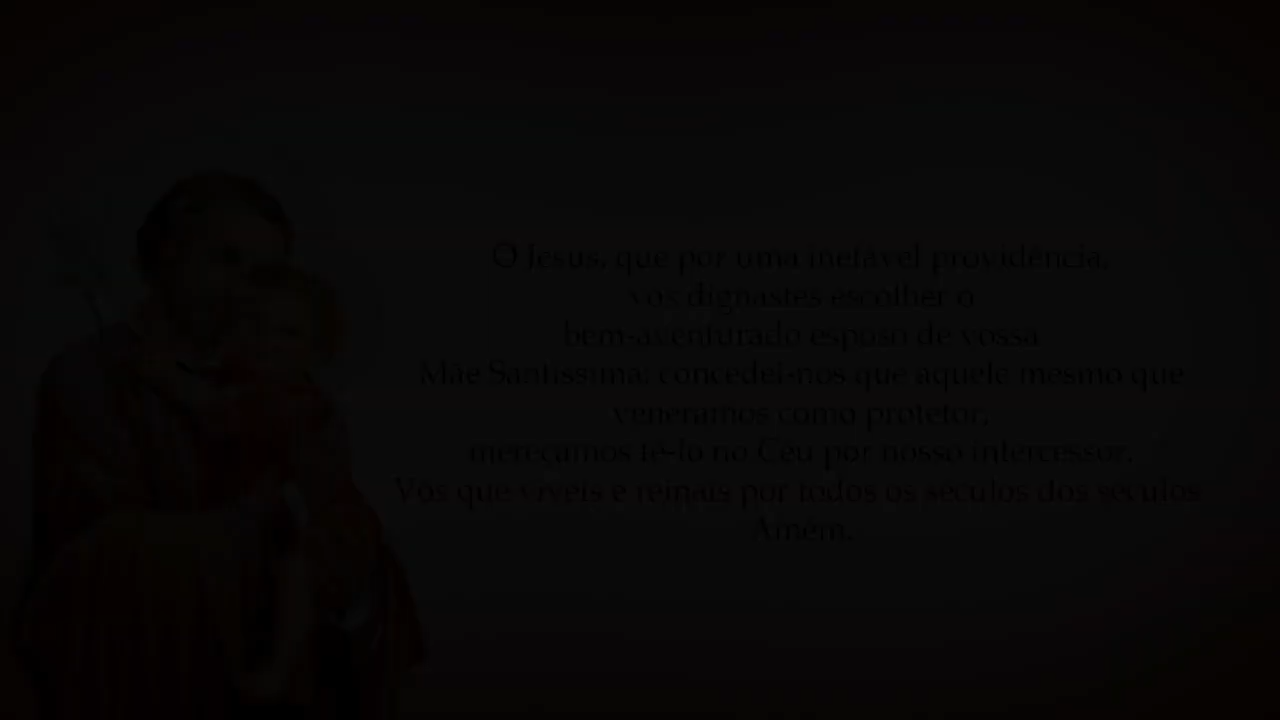 Ó Jesus, que por uma inefável providência,
vos dignastes escolher o
bem-aventurado esposo de vossa
Mãe Santíssima; concedei-nos que aquele mesmo que
veneramos como protetor,
mereçamos tê-lo no Céu por nosso intercessor.
Vós que viveis e reinais por todos os séculos dos séculos
Amém.